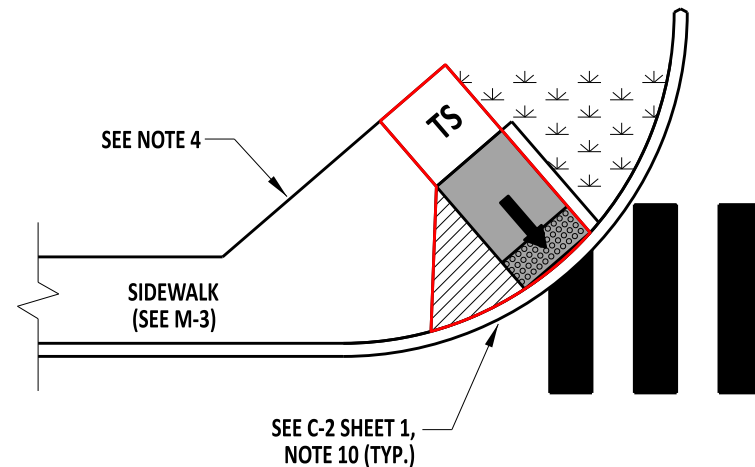 TS
SEE NOTE 4
SIDEWALK
(SEE M-3)
SEE C-2 SHEET 1,
NOTE 10 (TYP.)